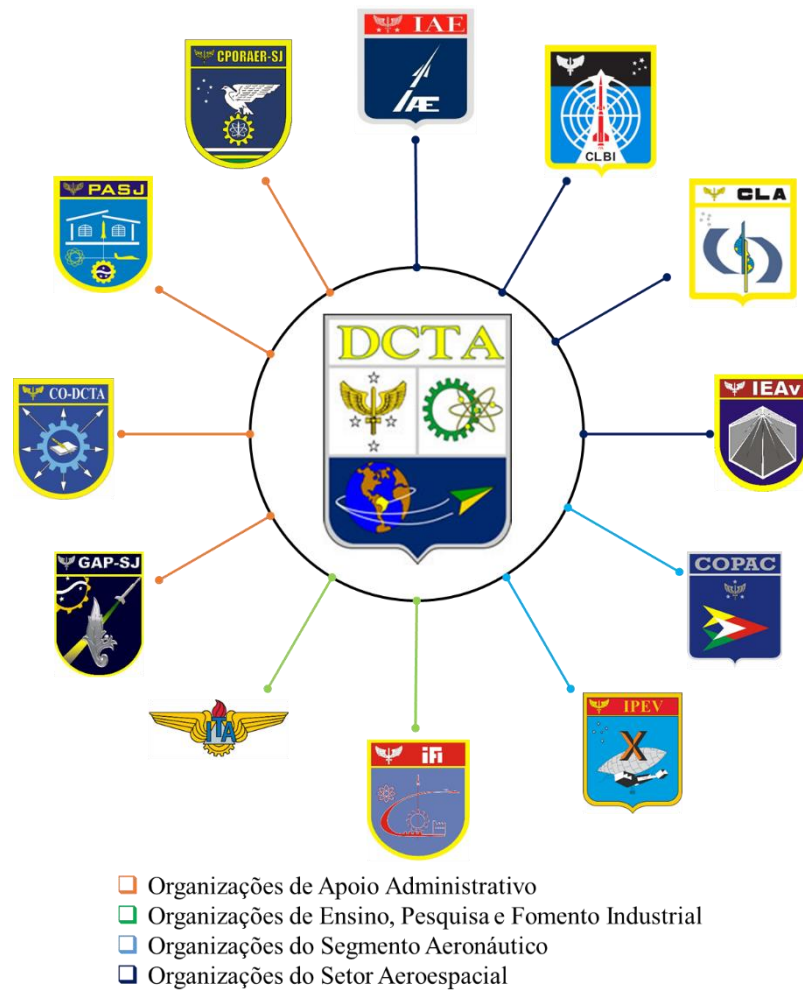 IAE
IAE
CPORAER-SJ
CLBI
PASJ
CLA
DCTA
CO-DCTA
IEAv
GAP-SJ
COPAC
ITA
IPEV
X
iFi
Organizações de Apoio Administrativo
Organizações de Ensino, Pesquisa e Fomento Industrial
Organizações do Segmento Aeronáutico
Organizações do Setor Aeroespacial